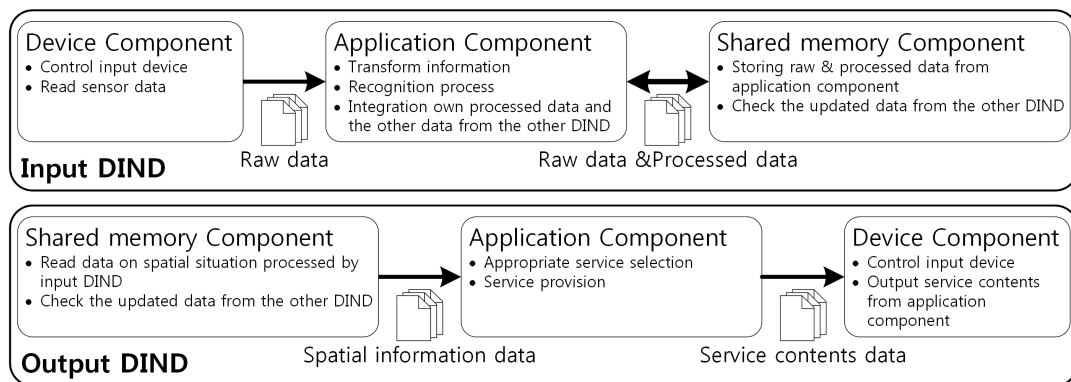 Device Component
• Control input device
• Read sensor data
Application Component
• Transform information
• Recognition process
• Integration own processed data and
the other data from the other DIND
Shared memory Component
• Storing raw & processed data from
application component
• Check the updated data from the other DIND
Raw data
Raw data &Processed data
Input DIND
Shared memory Component
• Read data on spatial situation processed by
input DIND
• Check the updated data from the other DIND
Application Component
• Appropriate service selection
• Service provision
Device Component
• Control input device
• Output service contents
from application
component
Spatial information data
Service contents data
Output DIND